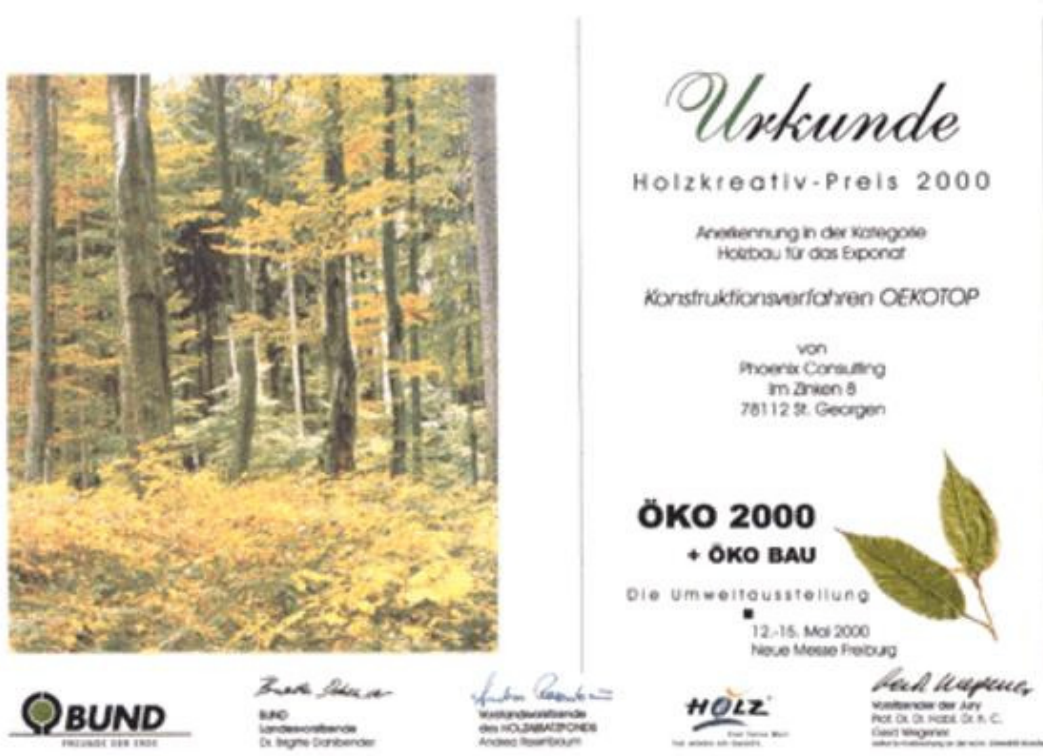 Urkunde
Holzkreativ-Preis 2000
Anerkennung in der Kategorie
Holzbau für das Exponat
Konstruktionsverfahren OEKOTOP
von
Phoenix Consulting
Im Zinken 8
78112 St. Georgen
ÖKO 2000
+ ÖKO BAU
Die Umweltausstellung
12.-15. Mai 2000
Neue Messe Freiburg
BUND
FREUNDE DER ERDE
BUND
Landesvorsitzende
Dr. Brigitte Dahlbender
Vorstandsvorsitzende
des HOLZABSATZFONDS
Andrea Rosenbaum
HOLZ
Vorsitzender der Jury
Prof. Dr. Dr. habil. Dr. h. C.
Gerd Wegener